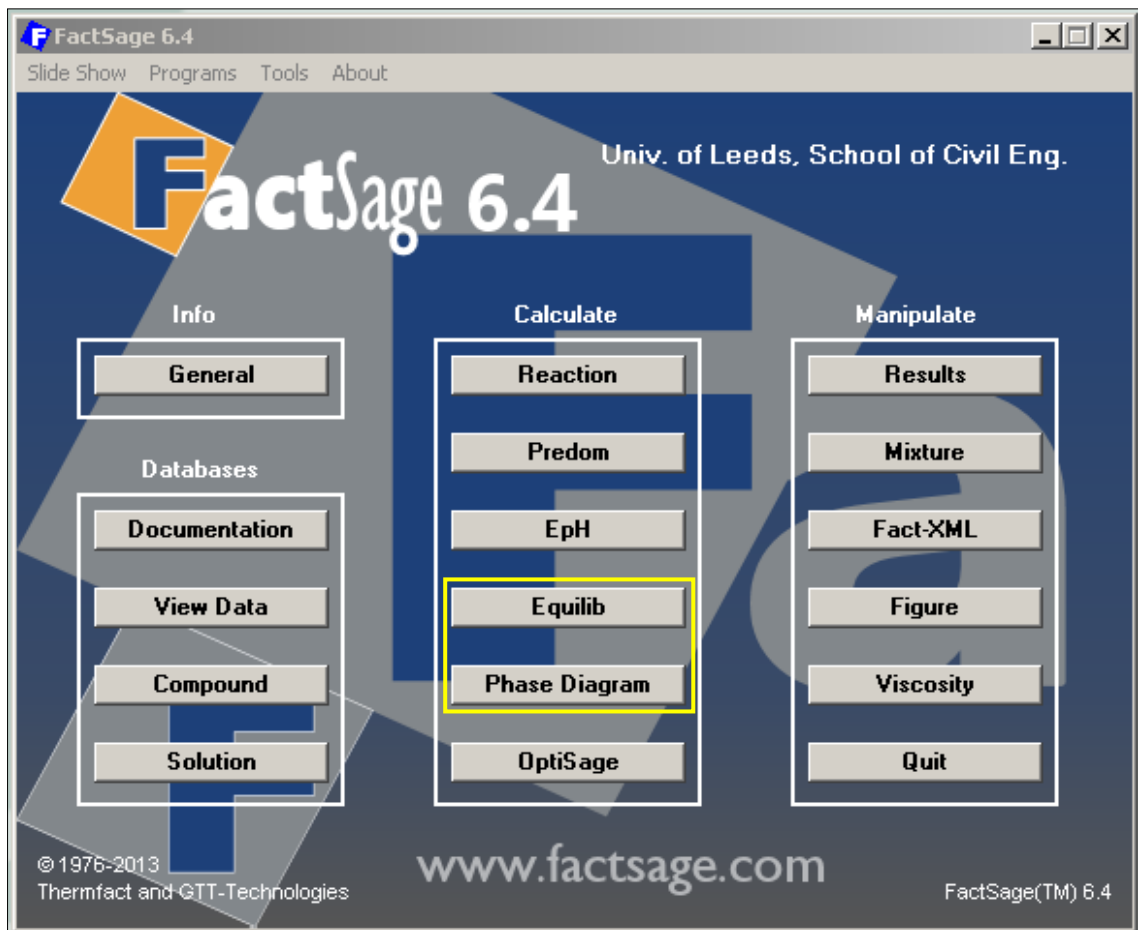 FactSage 6.4
Slide Show Programs Tools About
Univ. of Leeds, School of Civil Eng.
FactSage 6.4
Info
General
Databases
Documentation
View Data
Compound
Solution
Calculate
Reaction
Predom
EpH
Equilib
Phase Diagram
OptiSage
Manipulate
Results
Mixture
Fact-XML
Figure
Viscosity
Quit
©1976-2013
Thermfact and GTT-Technologies
www.factsage.com
FactSage(TM) 6.4